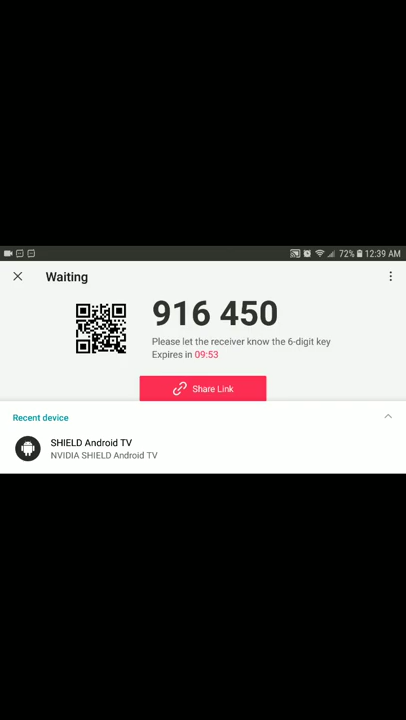 72% 12:39 AM
Waiting
916 450
Please let the receiver know the 6-digit key
Expires in 09:53
Share Link
Recent device
SHIELD Android TV
NVIDIA SHIELD Android TV